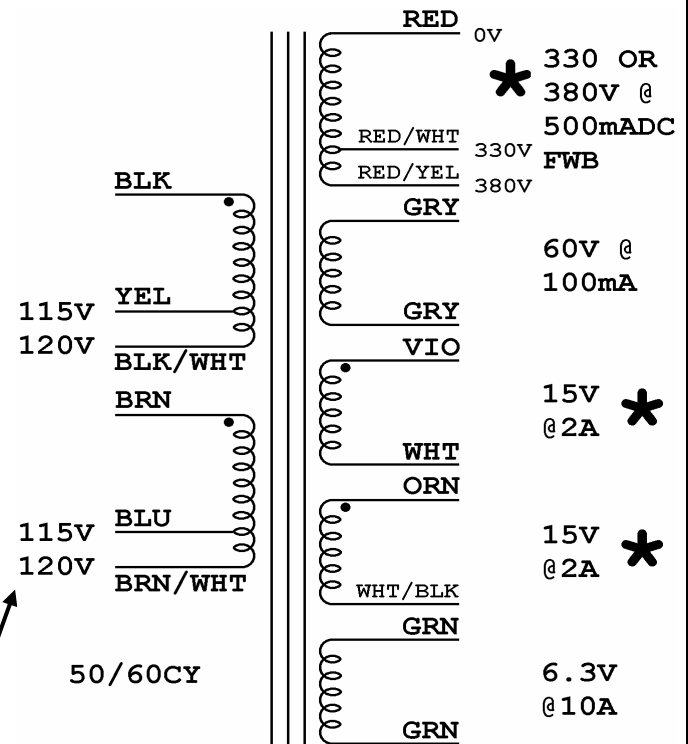 RED
0V
330 OR
380V @
500mADC
FWB
RED/WHT
330V
RED/YEL
380V
BLK
YEL
115V
120V
BLK/WHT
BRN
BLU
115V
120V
BRN/WHT
50/60CY
GRY
60V @
100mA
GRY
VIO
15V
@2A
WHT
ORN
15V
@2A
WHT/BLK
GRN
6.3V
@10A
GRN